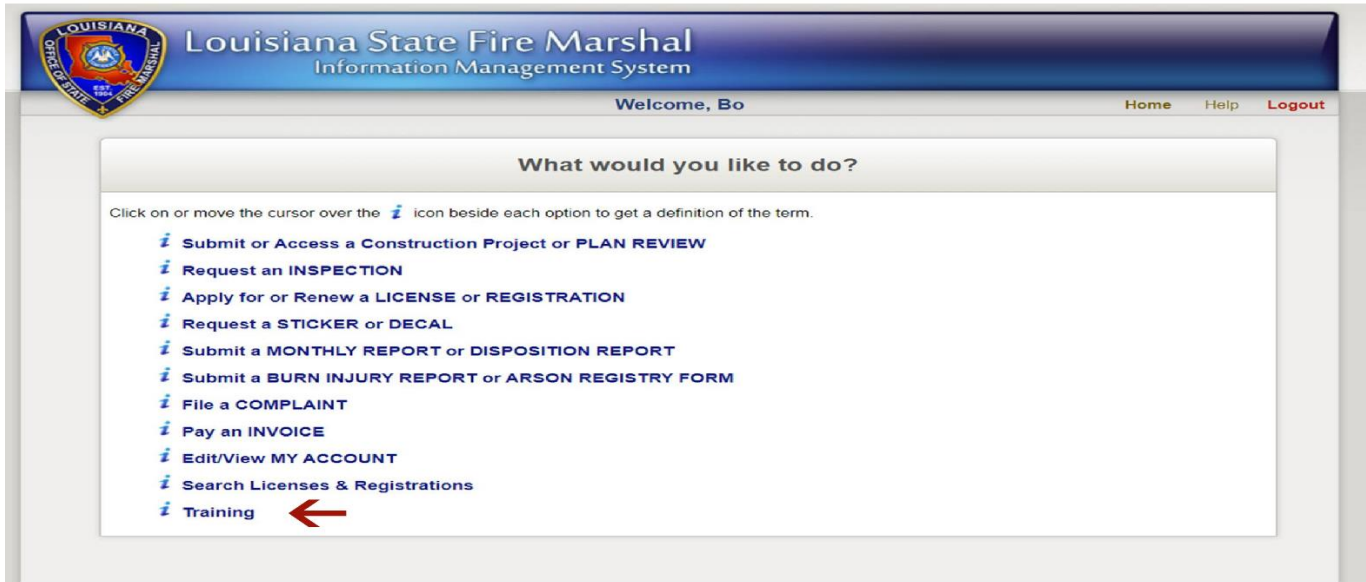 LOUISIANA
OFFICE OF STATE FIRE MARSHAL
EST.
1904
Louisiana State Fire Marshal
Information Management System
Welcome, Bo
Home Help Logout
What would you like to do?
Click on or move the cursor over the i icon beside each option to get a definition of the term.
i Submit or Access a Construction Project or PLAN REVIEW
i Request an INSPECTION
i Apply for or Renew a LICENSE or REGISTRATION
i Request a STICKER or DECAL
i Submit a MONTHLY REPORT or DISPOSITION REPORT
i Submit a BURN INJURY REPORT or ARSON REGISTRY FORM
i File a COMPLAINT
i Pay an INVOICE
i Edit/View MY ACCOUNT
i Search Licenses & Registrations
i Training